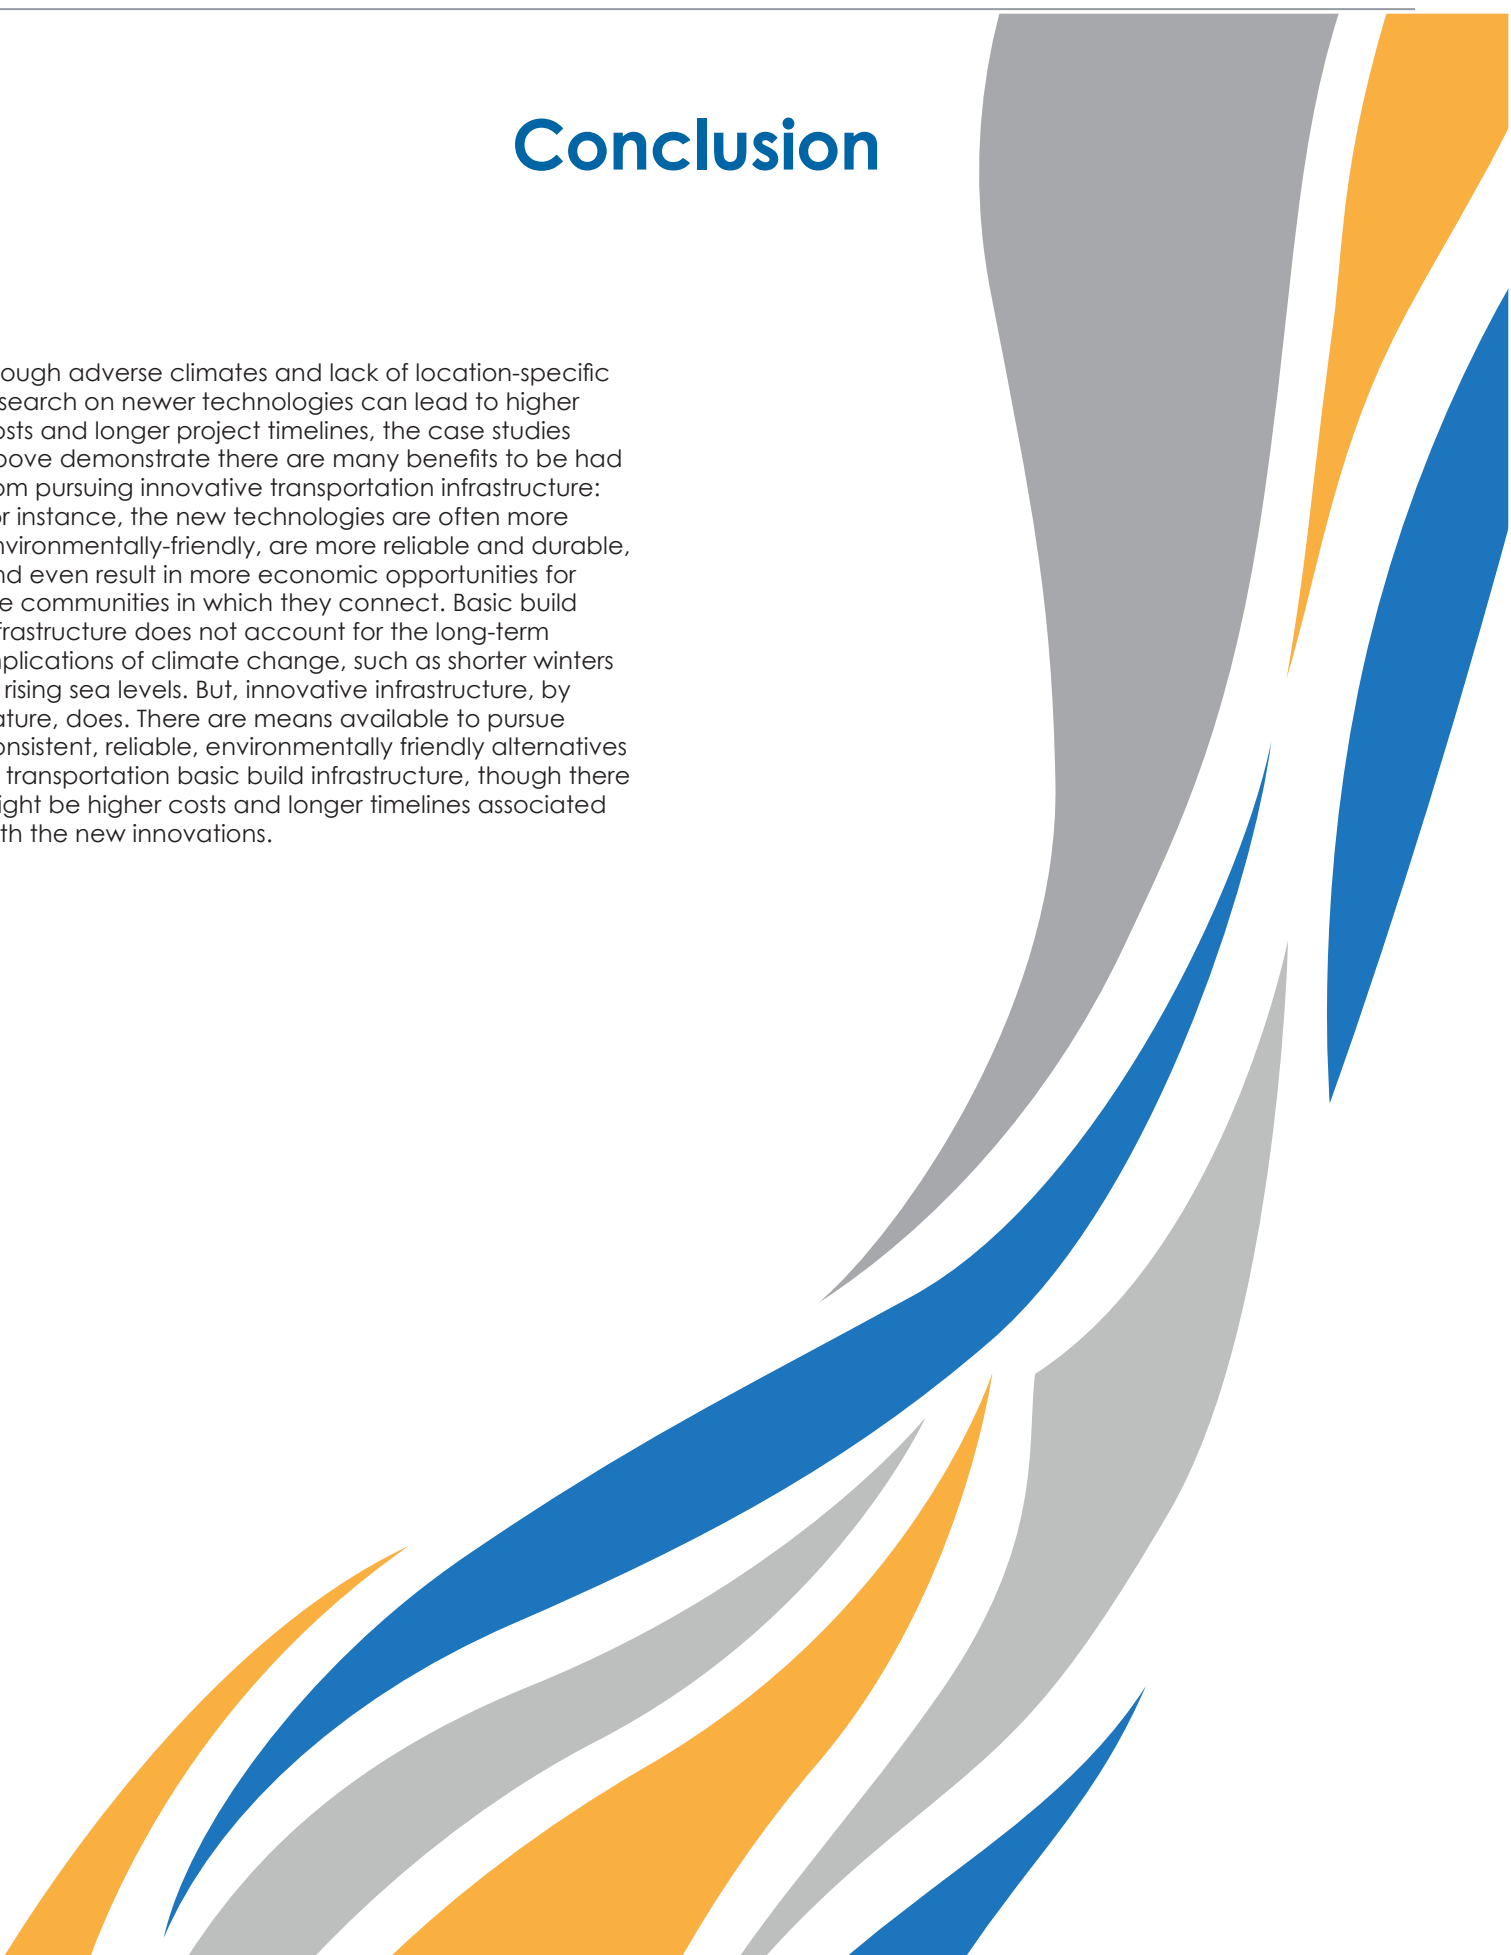 Conclusion
ough adverse climates and lack of location-specific
search on newer technologies can lead to higher
osts and longer project timelines, the case studies
bove demonstrate there are many benefits to be had
om pursuing innovative transportation infrastructure:
or instance, the new technologies are often more
nvironmentally-friendly, are more reliable and durable,
nd even result in more economic opportunities for
e communities in which they connect. Basic build
frastructure does not account for the long-term
plications of climate change, such as shorter winters
rising sea levels. But, innovative infrastructure, by
ature, does. There are means available to pursue
onsistent, reliable, environmentally friendly alternatives
transportation basic build infrastructure, though there
ight be higher costs and longer timelines associated
th the new innovations.